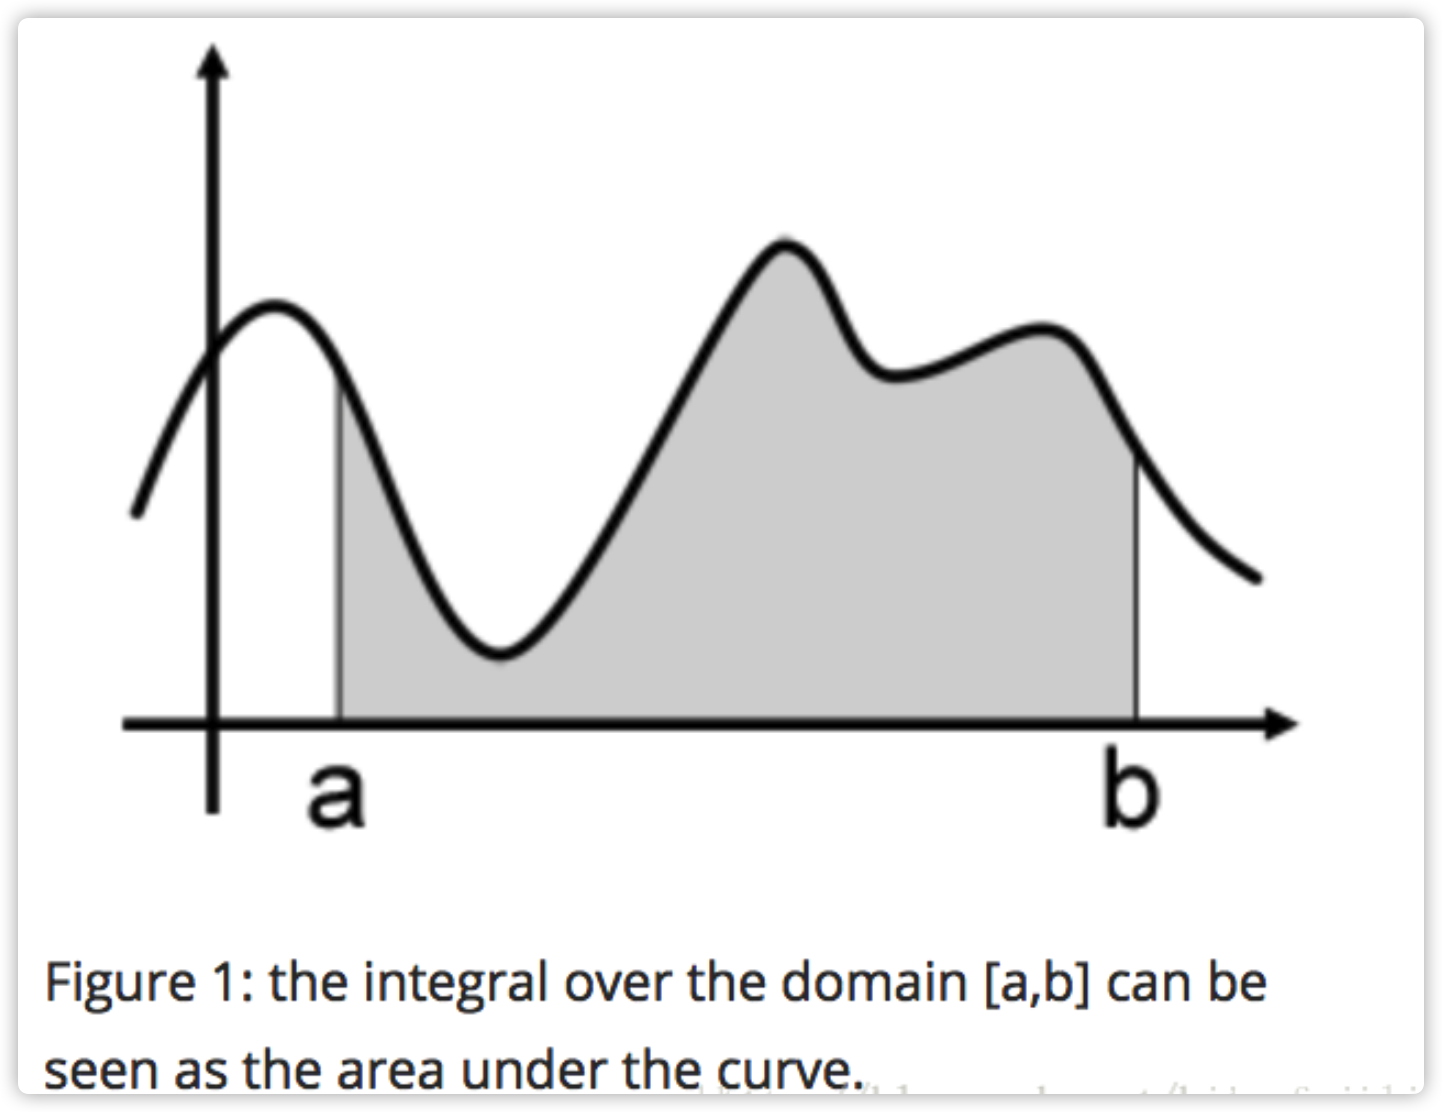 a
b
Figure 1: the integral over the domain [a,b] can be
seen as the area under the curve.